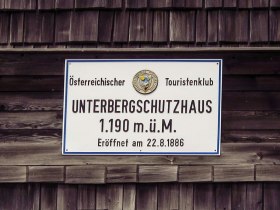 Österreichischer Touristenklub
UNTERBERGSCHUTZHAUS
1.190 m.ü.M.
Eröffnet am 22.8.1886